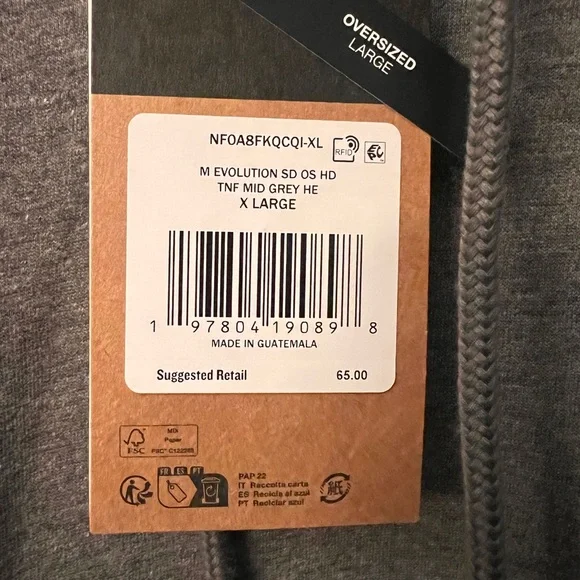 OVERSIZED
LARGE
NF0A8FKQCQI-XL
RFID
M EVOLUTION SD OS HD
TNF MID GREY HE
X LARGE
1 97804 19089 8
MADE IN GUATEMALA
Suggested Retail 65.00
MIX
Paper
FSC
FR ES PT
PAP 22
IT Raccolta carta
ES Recicla al azul
PT Reciclar azul